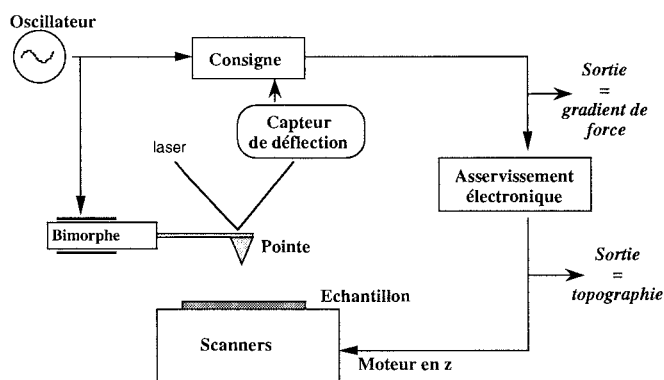 Oscillateur
Consigne
Sortie
=
gradient de
force
Capteur
de déflection
laser
Asservissement
électronique
Bimorphe
Pointe
Sortie
=
topographie
Echantillon
Scanners
Moteur en z